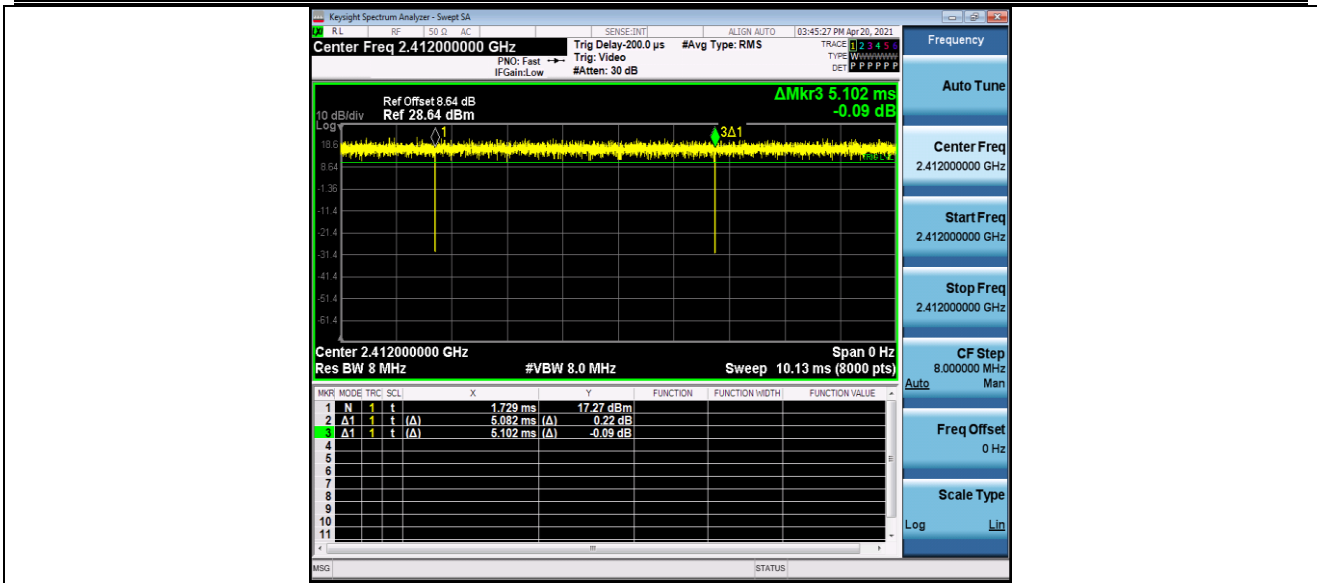 Keysight Spectrum Analyzer - Swept SA
RL RF 50 Ω AC SENSE:INT ALIGN AUTO 03:45:27 PM Apr 20, 2021
Center Freq 2.412000000 GHz
PNO: Fast
IFGain:Low
Trig Delay-200.0 µs
Trig: Video
#Atten: 30 dB
#Avg Type: RMS
TRACE 1 2 3 4 5 6
TYPE WWWWWW
DET P P P P P P
ΔMkr3 5.102 ms
-0.09 dB
Ref Offset 8.64 dB
10 dB/div Ref 28.64 dBm
Log
1
3Δ1
18.6
8.64
-1.36
-11.4
-21.4
-31.4
-41.4
-51.4
-61.4
Center 2.412000000 GHz Span 0 Hz
Res BW 8 MHz #VBW 8.0 MHz Sweep 10.13 ms (8000 pts)
MKR MODE TRC SCL X Y FUNCTION FUNCTION WIDTH FUNCTION VALUE
1 N 1 t 1.729 ms 17.27 dBm
2 Δ1 1 t (Δ) 5.082 ms (Δ) 0.22 dB
3 Δ1 1 t (Δ) 5.102 ms (Δ) -0.09 dB
4
5
6
7
8
9
10
11
MSG STATUS
Frequency
Auto Tune
Center Freq
2.412000000 GHz
Start Freq
2.412000000 GHz
Stop Freq
2.412000000 GHz
CF Step
8.000000 MHz
Auto Man
Freq Offset
0 Hz
Scale Type
Log Lin